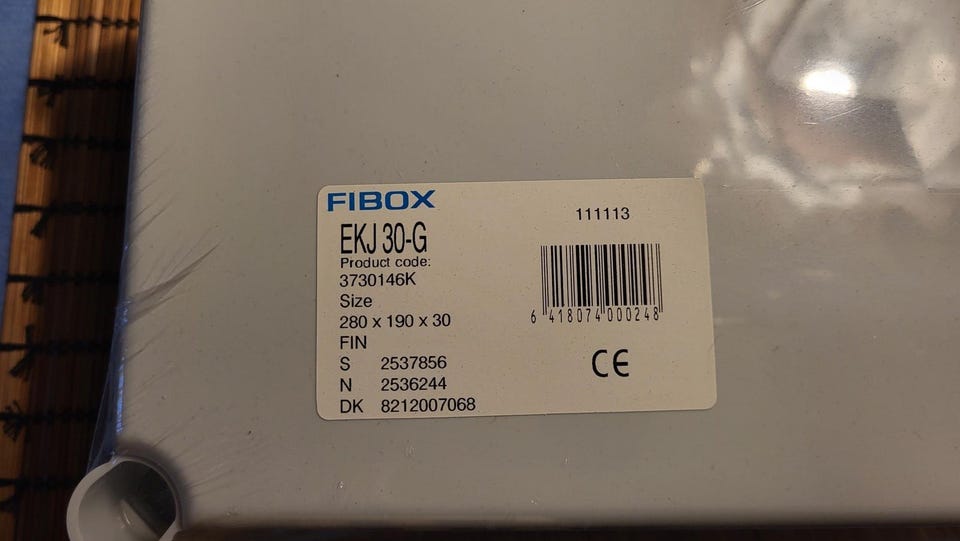 FIBOX
111113
EKJ 30-G
Product code:
3730146K
Size
280 x 190 x 30
FIN
S 2537856
N 2536244
DK 8212007068
6 418074 000248
CE